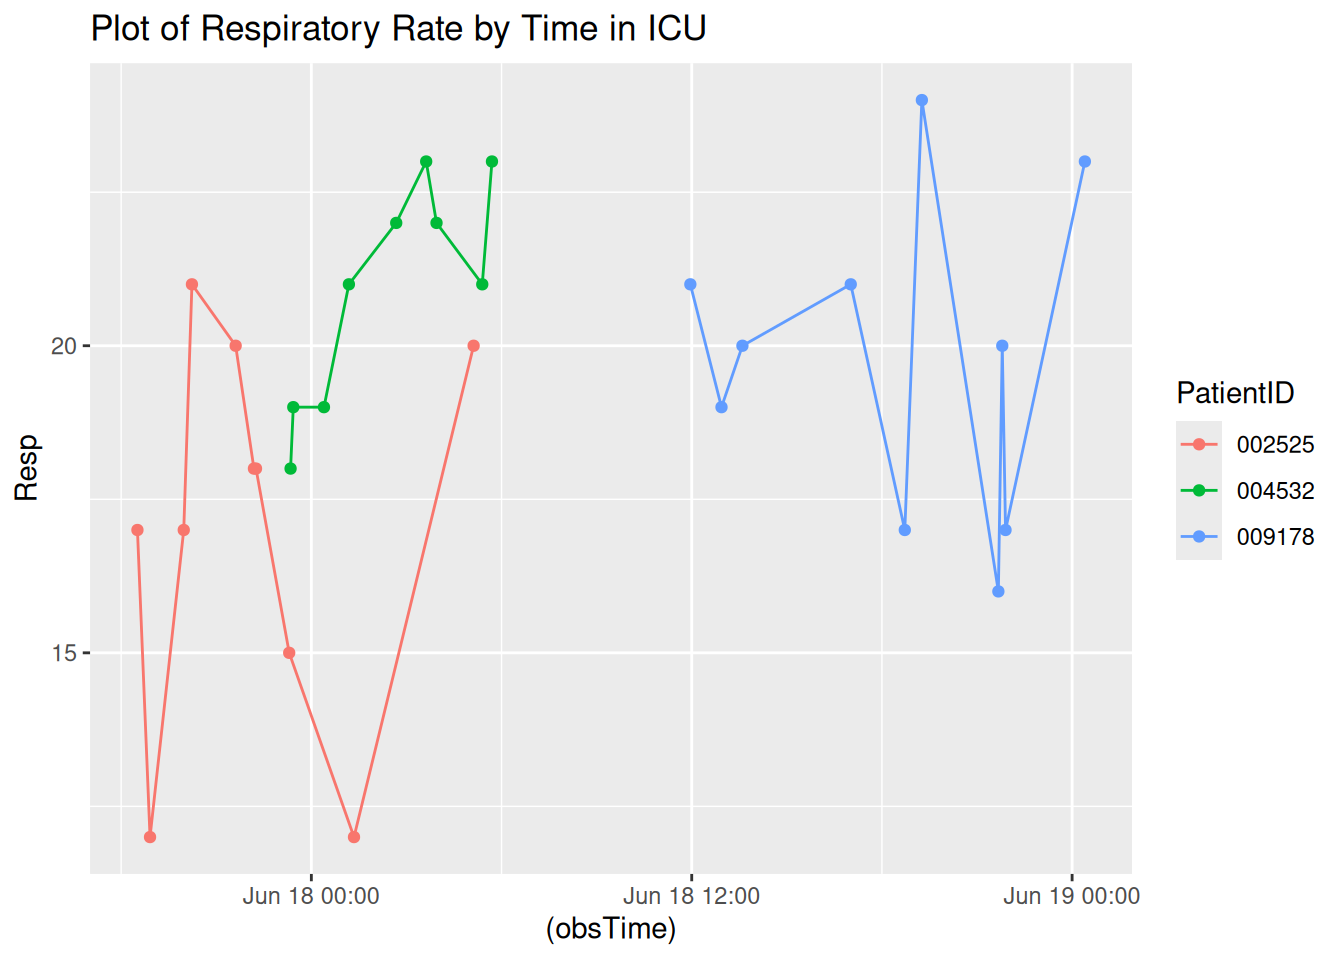 Plot of Respiratory Rate by Time in ICU
Resp
20
15
Jun 18 00:00
Jun 18 12:00
Jun 19 00:00
(obsTime)
PatientID
002525
004532
009178